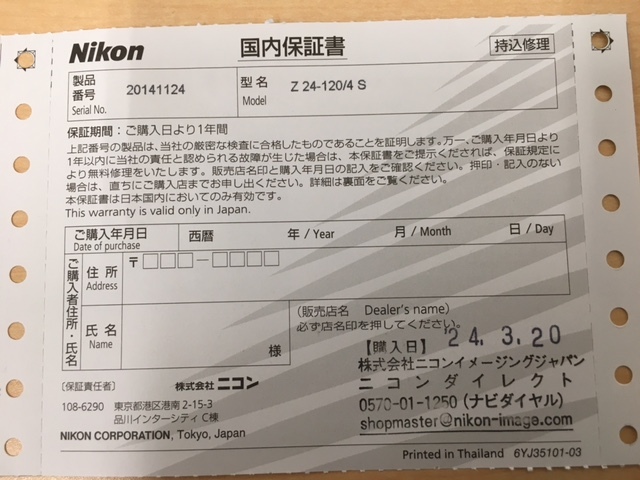 Nikon
国内保証書
持込修理
製品番号
Serial No.
20141124
型名
Model
Z 24-120/4 S
保証期間：ご購入日より1年間
上記番号の製品は、当社の厳密な検査に合格したものであることを証明します。万一、ご購入年月日より
1年以内に当社の責任と認められる故障が生じた場合は、本保証書をご提示くだされば、保証規定に
より無料修理をいたします。販売店名印と購入年月日の記入をご確認ください。押印・記入のない
場合は、直ちにご購入店までお申し出ください。詳細は裏面をご覧ください。
本保証書は日本国内においてのみ有効です。
This warranty is valid only in Japan.
ご購入年月日
Date of purchase
西暦 年 / Year 月 / Month 日 / Day
ご購入者住所・氏名
住所
Address
〒□□□－□□□□
氏名
Name
様
（販売店名 Dealer's name）
必ず店名印を押してください。
【購入日】 '24.3.20
株式会社ニコンイメージングジャパン
ニコンダイレクト
0570-01-1250（ナビダイヤル）
shopmaster@nikon-image.com
〔保証責任者〕 株式会社 ニコン
108-6290 東京都港区港南2-15-3
品川インターシティC棟
NIKON CORPORATION, Tokyo, Japan
Printed in Thailand 6YJ35101-03